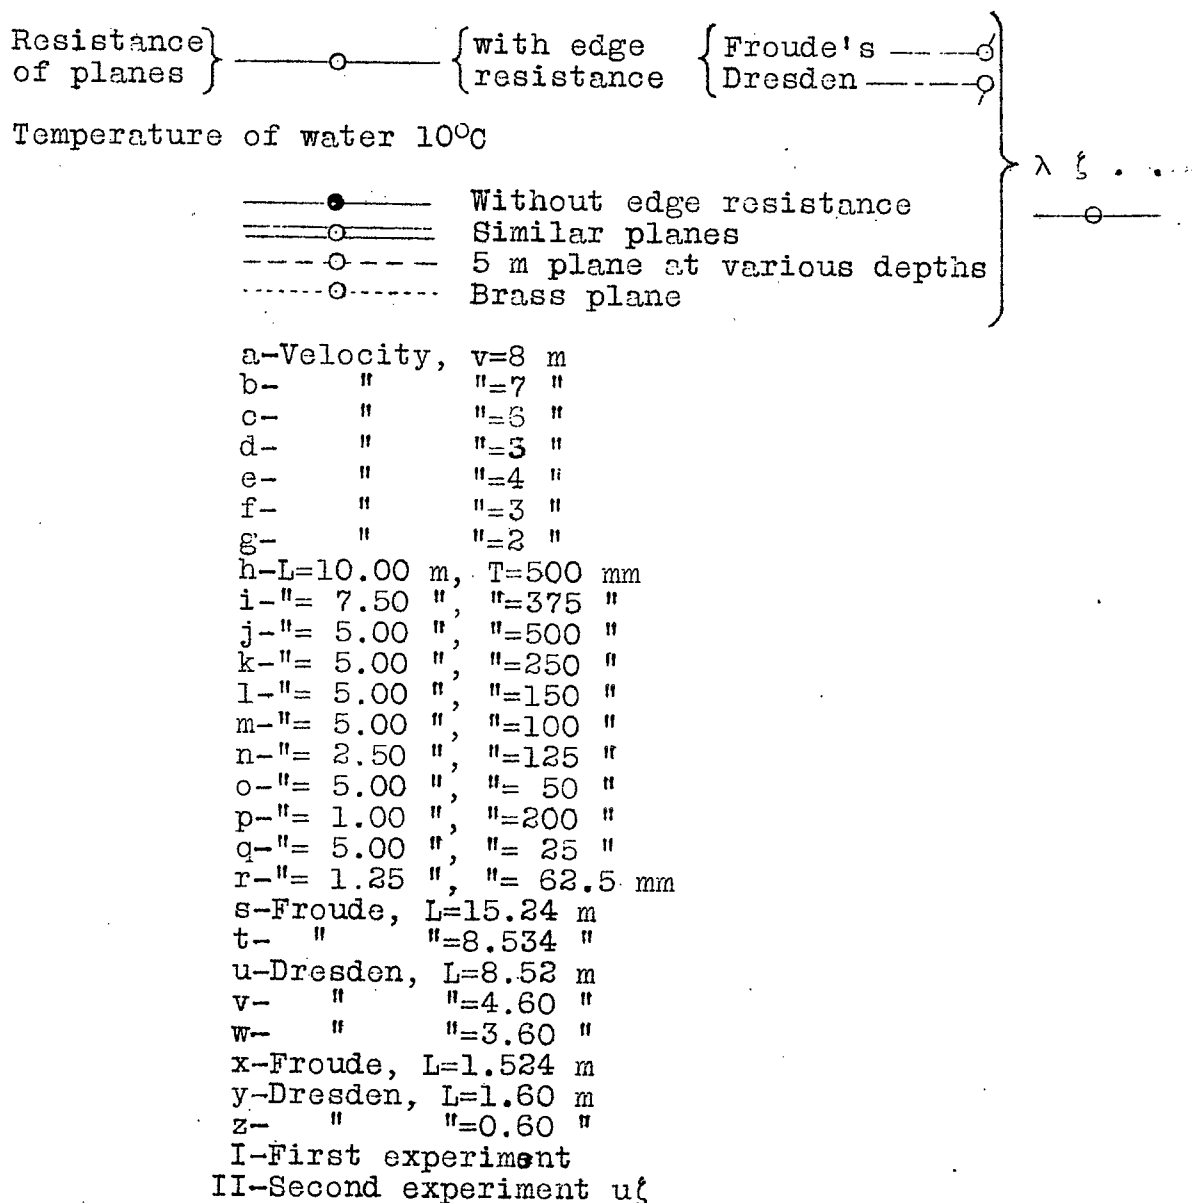 Resistance } —o— { with edge { Froude's
of planes } { resistance { Dresden
Temperature of water 10°C
λ ξ . .
Without edge resistance
Similar planes
5 m plane at various depths
Brass plane
a-Velocity, v=8 m
b- " "=7 "
c- " "=6 "
d- " "=3 "
e- " "=4 "
f- " "=3 "
g- " "=2 "
h-L=10.00 m, T=500 mm
i-"= 7.50 ", "=375 "
j-"= 5.00 ", "=500 "
k-"= 5.00 ", "=250 "
l-"= 5.00 ", "=150 "
m-"= 5.00 ", "=100 "
n-"= 2.50 ", "=125 "
o-"= 5.00 ", "= 50 "
p-"= 1.00 ", "=200 "
q-"= 5.00 ", "= 25 "
r-"= 1.25 ", "= 62.5 mm
s-Froude, L=15.24 m
t- " "=8.534 "
u-Dresden, L=8.52 m
v- " "=4.60 "
w- " "=3.60 "
x-Froude, L=1.524 m
y-Dresden, L=1.60 m
z- " "=0.60 "
I-First experiment
II-Second experiment uζ